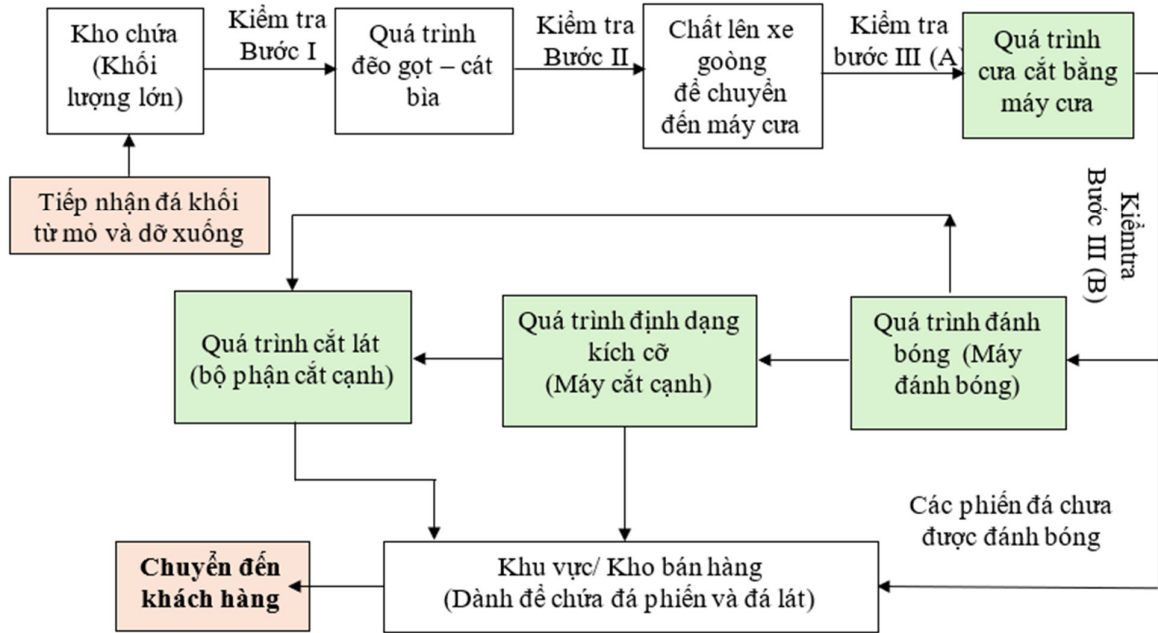 Kho chứa
(Khối
lượng lớn)
Kiểm tra
Bước I
Quá trình
đẽo gọt – cát
bìa
Kiểm tra
Bước II
Chất lên xe
goòng
để chuyển
đến máy cưa
Kiểm tra
bước III (A)
Quá trình
cưa cắt bằng
máy cưa
Tiếp nhận đá khối
từ mỏ và dỡ xuống
Kiểmtra
Bước III (B)
Quá trình cắt lát
(bộ phận cắt cạnh)
Quá trình định dạng
kích cỡ
(Máy cắt cạnh)
Quá trình đánh
bóng (Máy
đánh bóng)
Các phiến đá chưa
được đánh bóng
Chuyển đến
khách hàng
Khu vực/ Kho bán hàng
(Dành để chứa đá phiến và đá lát)